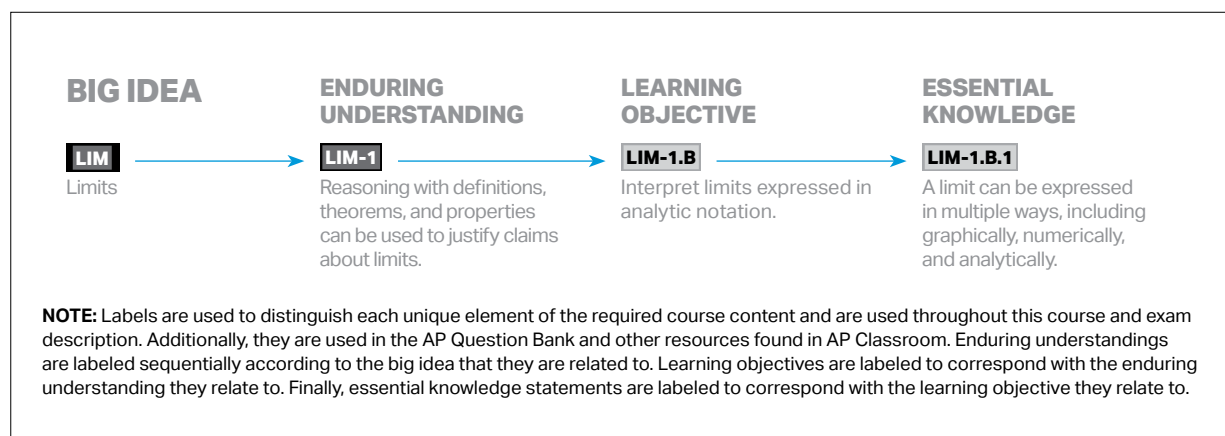 BIG IDEA
LIM
Limits
ENDURING
UNDERSTANDING
LIM-1
Reasoning with definitions,
theorems, and properties
can be used to justify claims
about limits.
LEARNING
OBJECTIVE
LIM-1.B
Interpret limits expressed in
analytic notation.
ESSENTIAL
KNOWLEDGE
LIM-1.B.1
A limit can be expressed
in multiple ways, including
graphically, numerically,
and analytically.
NOTE: Labels are used to distinguish each unique element of the required course content and are used throughout this course and exam
description. Additionally, they are used in the AP Question Bank and other resources found in AP Classroom. Enduring understandings
are labeled sequentially according to the big idea that they are related to. Learning objectives are labeled to correspond with the enduring
understanding they relate to. Finally, essential knowledge statements are labeled to correspond with the learning objective they relate to.